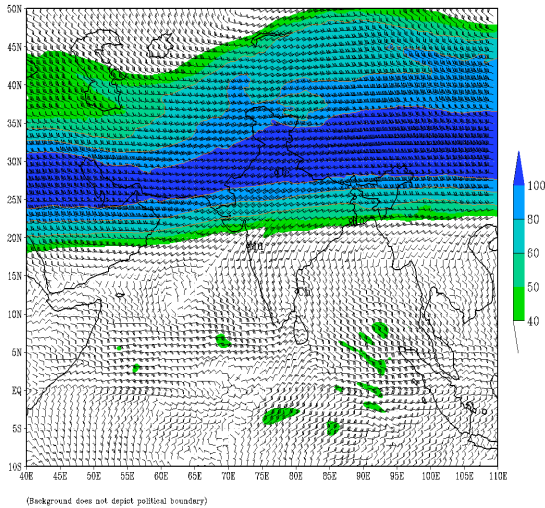 50N
45N
40N
35N
30N
25N
20N
15N
10N
5N
EQ
5S
10S
40E 45E 50E 55E 60E 65E 70E 75E 80E 85E 90E 95E 100E 105E 110E
100
80
60
50
40
(Background does not depict political boundary)